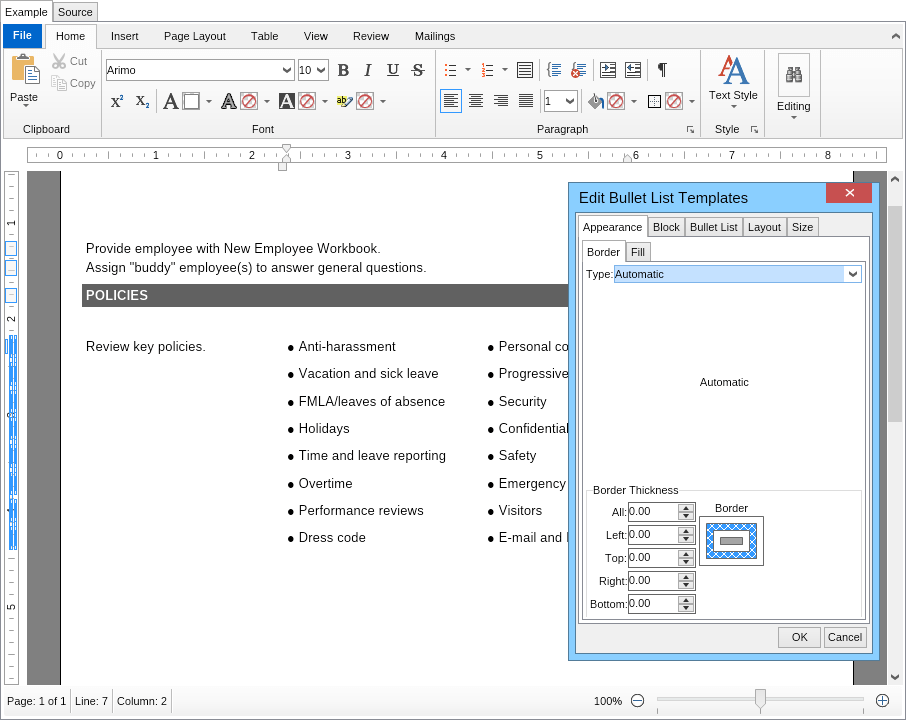 Example Source
File Home Insert Page Layout Table View Review Mailings
Paste Cut
Copy
Arimo 10 B I U S
Text Style
Editing
X² X₂ A A A ab 1
Clipboard Font Paragraph Style
0 1 2 3 4 5 6 7 8
Provide employee with New Employee Workbook.
Assign "buddy" employee(s) to answer general questions.
POLICIES
Review key policies.
● Anti-harassment ● Personal co
● Vacation and sick leave ● Progressive
● FMLA/leaves of absence ● Security
● Holidays ● Confidential
● Time and leave reporting ● Safety
● Overtime ● Emergency
● Performance reviews ● Visitors
● Dress code ● E-mail and
1
2
5
Edit Bullet List Templates
Appearance Block Bullet List Layout Size
Border Fill
Type: Automatic
Automatic
Border Thickness
All: 0.00
Left: 0.00
Top: 0.00
Right: 0.00
Bottom: 0.00
Border
OK Cancel
Page: 1 of 1 Line: 7 Column: 2 100%